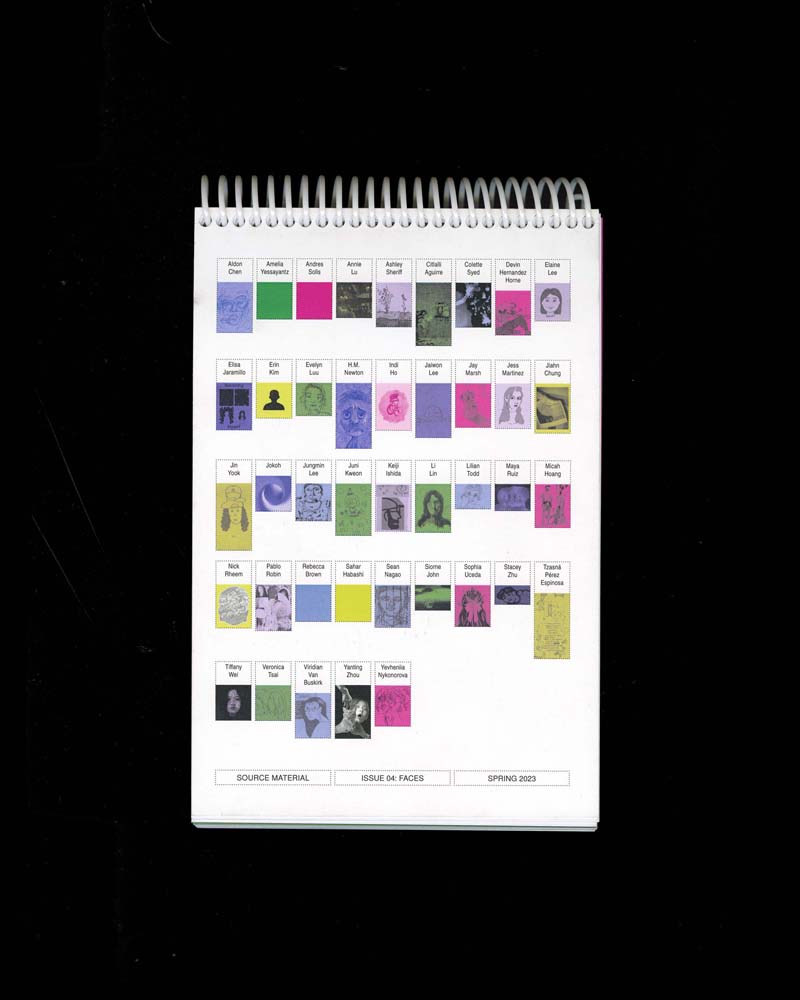 Aldon
Chen
Amelia
Yessayantz
Andres
Solis
Annie
Lu
Ashley
Sheriff
Citlalli
Aguirre
Colette
Syed
Devin
Hernandez
Horne
Elaine
Lee
Elisa
Jaramillo
Erin
Kim
Evelyn
Luu
H.M.
Newton
Indi
Ho
Jaiwon
Lee
Jay
Marsh
Jess
Martinez
Jiahn
Chung
Jin
Yook
Jokoh
Jungmin
Lee
Juni
Kweon
Keiji
Ishida
Li
Lin
Lilian
Todd
Maya
Ruiz
Micah
Hoang
Nick
Rheem
Pablo
Robin
Rebecca
Brown
Sahar
Habashi
Sean
Nagao
Siome
John
Sophia
Uceda
Stacey
Zhu
Tzasná
Pérez
Espinosa
Tiffany
Wei
Veronica
Tsai
Viridian
Van
Buskirk
Yanting
Zhou
Yevheniia
Nykonorova
SOURCE MATERIAL
ISSUE 04: FACES
SPRING 2023